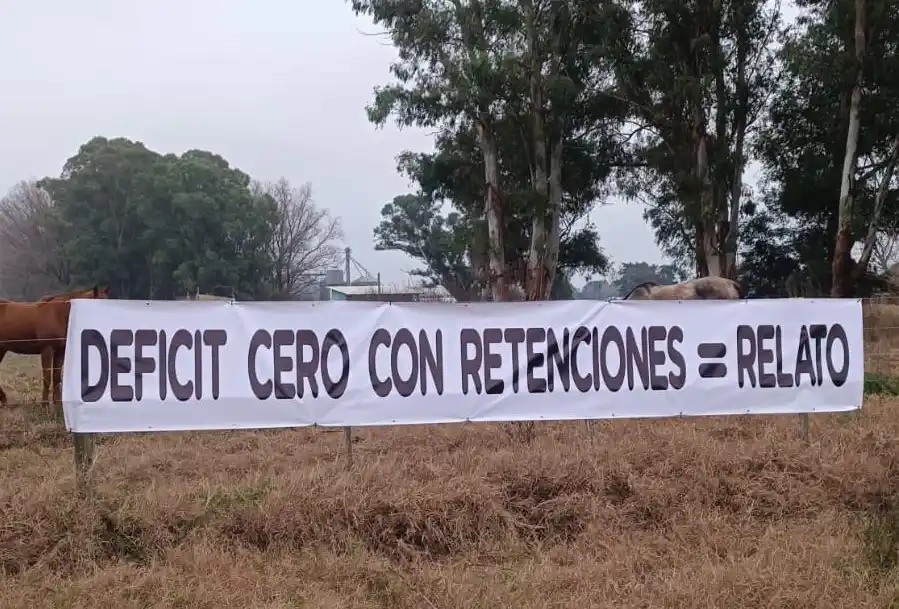 DEFICIT CERO CON RETENCIONES = RELATO